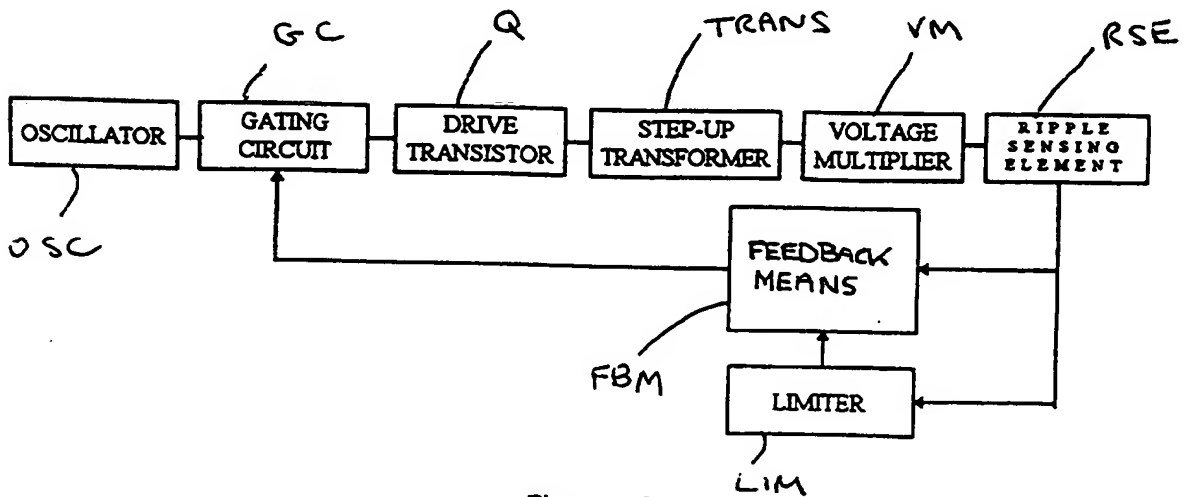 GC
Q
TRANS
VM
RSE
OSCILLATOR
GATING
CIRCUIT
DRIVE
TRANSISTOR
STEP-UP
TRANSFORMER
VOLTAGE
MULTIPLIER
RIPPLE
SENSING
ELEMENT
OSC
FEEDBACK
MEANS
FBM
LIMITER
LIM